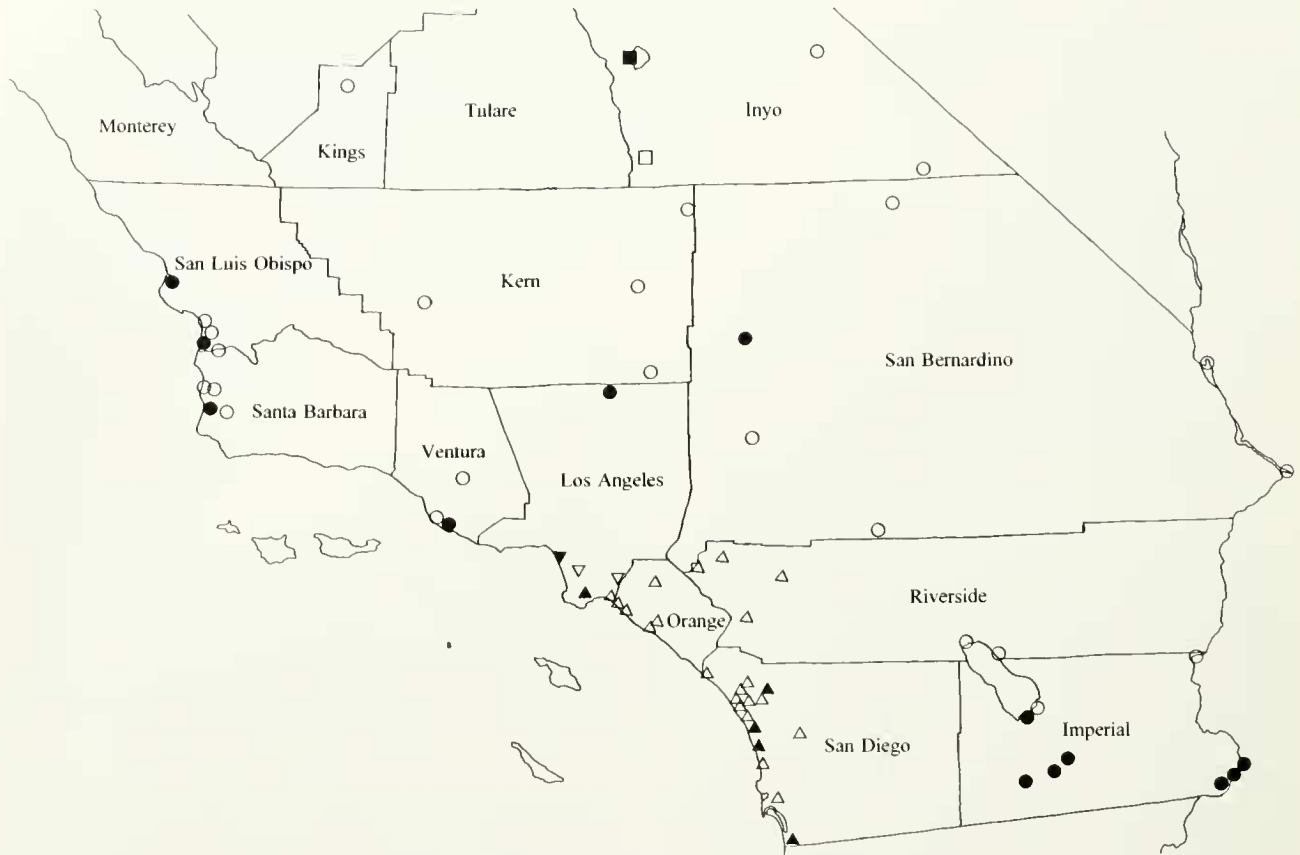 Monterey
Kings
Tulare
Inyo
San Luis Obispo
Kern
San Bernardino
Santa Barbara
Ventura
Los Angeles
Orange
Riverside
San Diego
Imperial